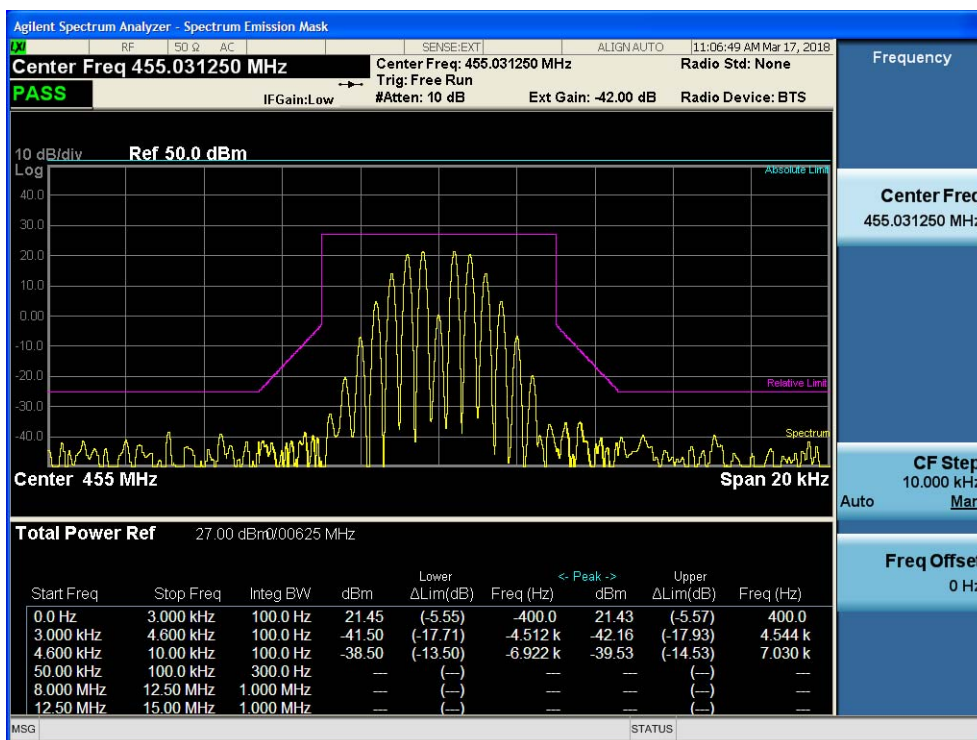 Agilent Spectrum Analyzer - Spectrum Emission Mask
LXI RF 50 Ω AC SENSE:EXT ALIGN AUTO 11:06:49 AM Mar 17, 2018
Center Freq 455.031250 MHz
Center Freq: 455.031250 MHz Radio Std: None
Trig: Free Run
PASS IFGain:Low #Atten: 10 dB Ext Gain: -42.00 dB Radio Device: BTS
10 dB/div Ref 50.0 dBm
Log
Absolute Limit
40.0
30.0
20.0
10.0
0.00
-10.0
-20.0
Relative Limit
-30.0
-40.0
Spectrum
Center 455 MHz Span 20 kHz
Total Power Ref 27.00 dBm/0.00625 MHz
Lower <- Peak -> Upper
Start Freq Stop Freq Integ BW dBm ΔLim(dB) Freq (Hz) dBm ΔLim(dB) Freq (Hz)
0.0 Hz 3.000 kHz 100.0 Hz 21.45 (-5.55) -400.0 21.43 (-5.57) 400.0
3.000 kHz 4.600 kHz 100.0 Hz -41.50 (-17.71) -4.512 k -42.16 (-17.93) 4.544 k
4.600 kHz 10.00 kHz 100.0 Hz -38.50 (-13.50) -6.922 k -39.53 (-14.53) 7.030 k
50.00 kHz 100.0 kHz 300.0 Hz --- (---) --- --- (---) ---
8.000 MHz 12.50 MHz 1.000 MHz --- (---) --- --- (---) ---
12.50 MHz 15.00 MHz 1.000 MHz --- (---) --- --- (---) ---
MSG STATUS
Frequency
Center Freq
455.031250 MHz
CF Step
10.000 kHz
Auto Man
Freq Offset
0 Hz